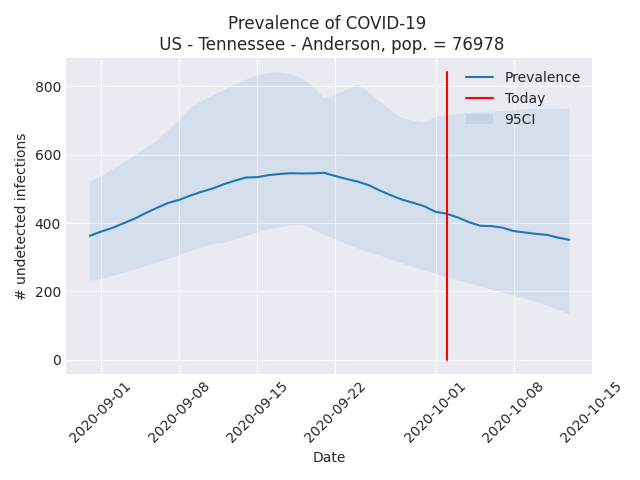 Prevalence of COVID-19
US - Tennessee - Anderson, pop. = 76978
Prevalence
Today
95CI
# undetected infections
800
600
400
200
0
2020-09-01
2020-09-08
2020-09-15
2020-09-22
2020-10-01
2020-10-08
2020-10-15
Date